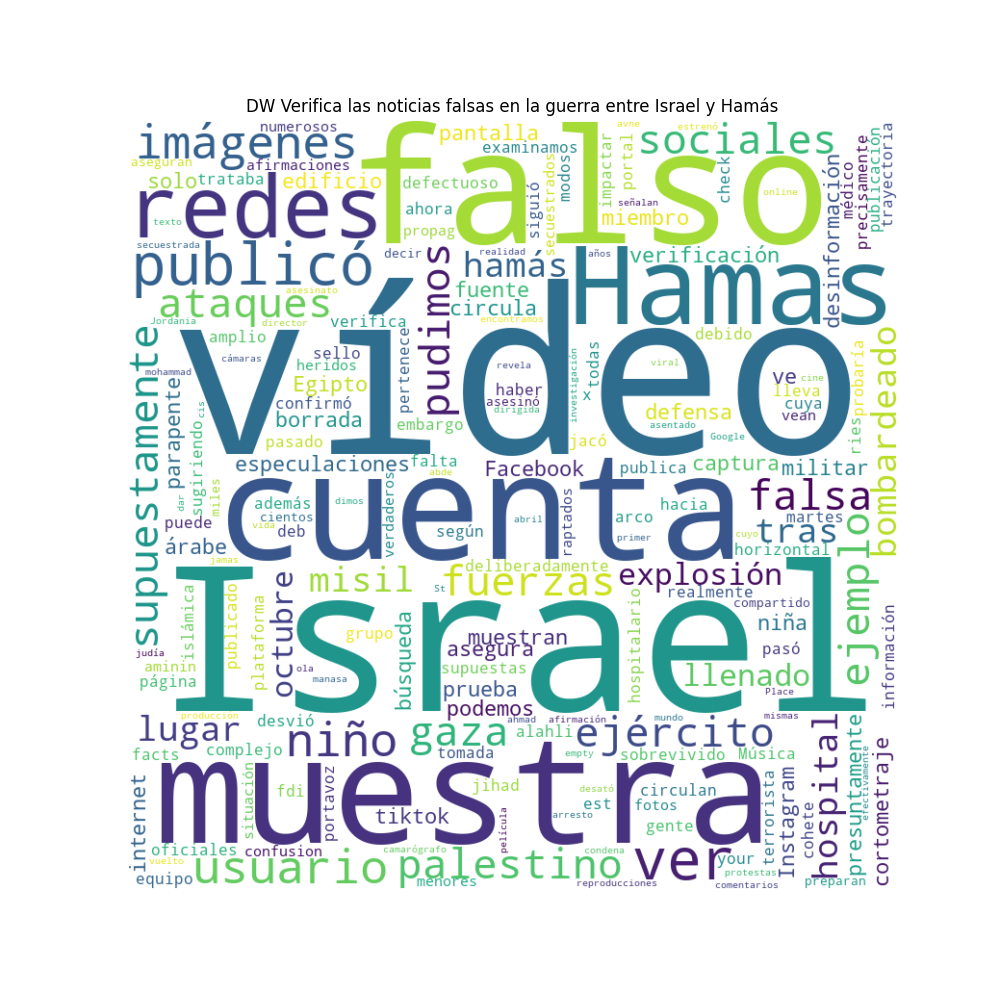 DW Verifica las noticias falsas en la guerra entre Israel y Hamás
numerosos
imágenes
aseguran
afirmaciones
solo
trataba
edificio
redes
texto
secuestrada
publicó
ataques
asesinato
Jordania
director
amplio
cámaras
mohammad
sello
heridos
Egipto
confirmó
borrada
pasado
verifica
pertenece
embargo
pudimos
falso
pantalla
examinamos
defectuoso
ahora
propag
decir
siguió
secuestrados
modos
impactar
portal
avne
estrenó
sociales
check
online
señalan
miembro
verificación
desinformación
médico
precisamente
publicación
trayectoria
realidad
años
hamás
fuente
circula
encontramos
Hamas
vídeo
revela
haber
asesinó
dirigida
investigación
x
todas
viral
debido
ve
cine
lleva
cuya
vean
defensa
asentado
Google
jacó
ries
probaría
bombardeado
supuestamente
parapente
sugiriendo
cis
especulaciones
falta
Facebook
publica
captura
militar
dar
miles
además
abde
cientos
deb
vida
dimos
verdaderos
según
abril
raptados
primer
hacia
arco
cuenta
falsa
martes
tras
cuyo
horizontal
puede
árabe
jamas
misil
deliberadamente
fuerzas
St
explosión
realmente
compartido
niña
pasó
ejemplo
información
islámica
publicado
plataforma
octubre
grupo
búsqueda
muestran
asegura
supuestas
hospitalario
Israel
judía
aminin
página
ola
manasa
prueba
podemos
llenado
Place
producción
desvió
lugar
niño
gaza
ahmad
afirmación
alahli
mundo
ejército
mismas
facts
complejo
tomada
empty
sobrevivido
Música
hospital
presuntamente
efectivamente
cortometraje
muestra
internet
situación
fdi
portavoz
tiktok
jihad
película
desató
est
arresto
circulan
fotos
gente
terrorista
Instagram
cohete
oficiales
confusion
camarógrafo
condena
vuelto
equipo
usuario
palestino
menores
reproducciones
ver
your
protestas
comentarios
preparan